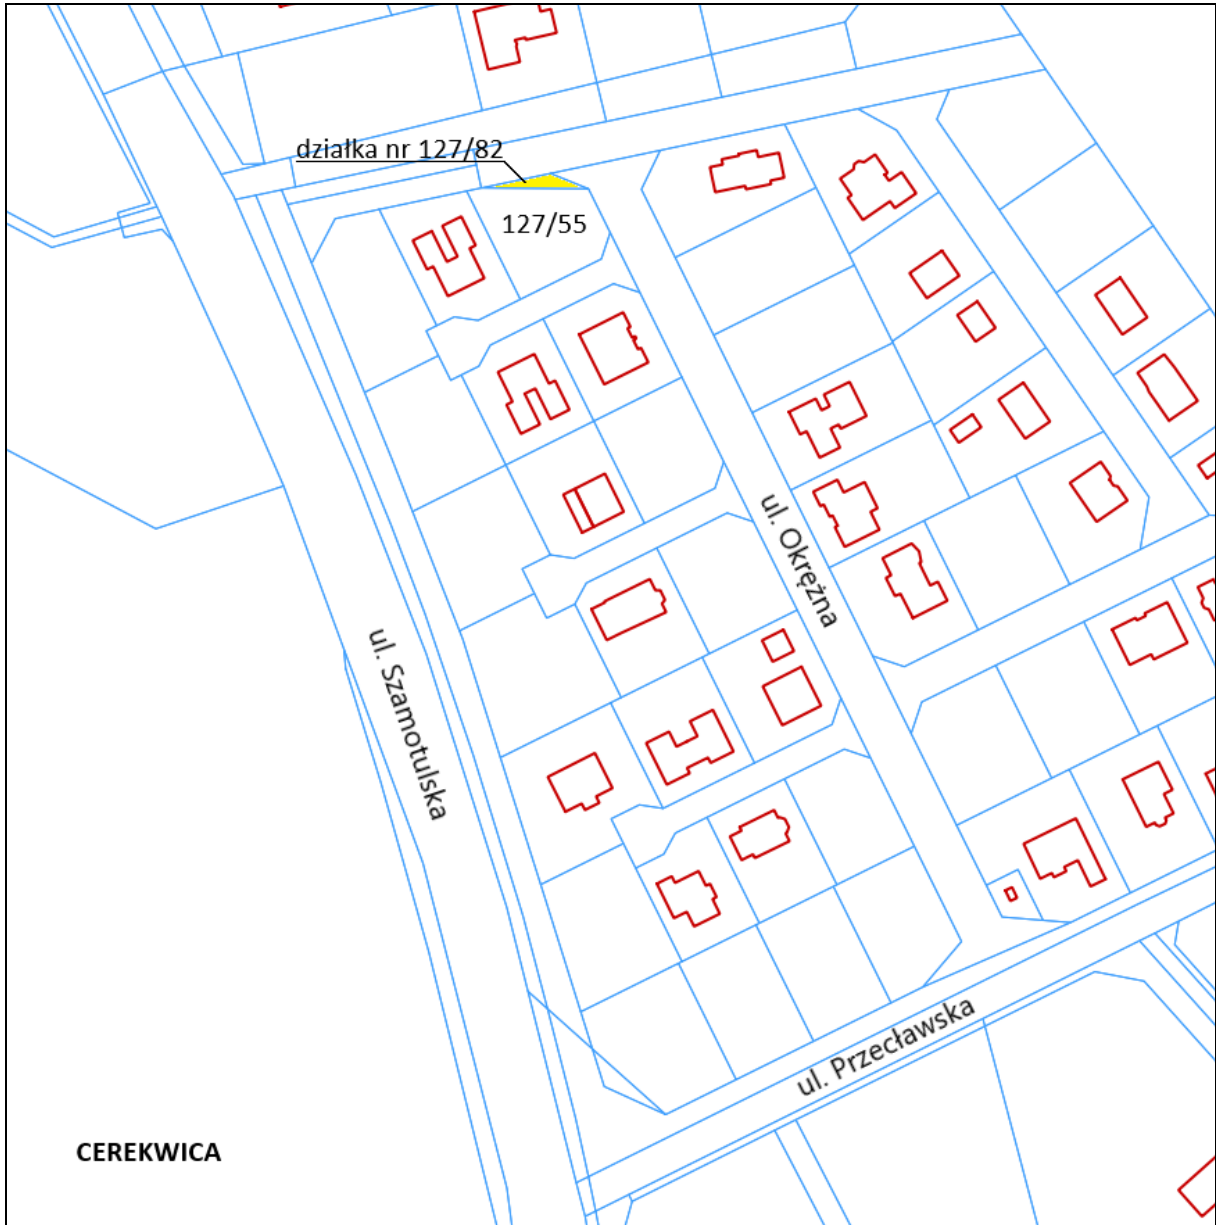 działka nr 127/82
127/55
ul. Okrężna
ul. Szamotulska
ul. Przecławska
CEREKWICA